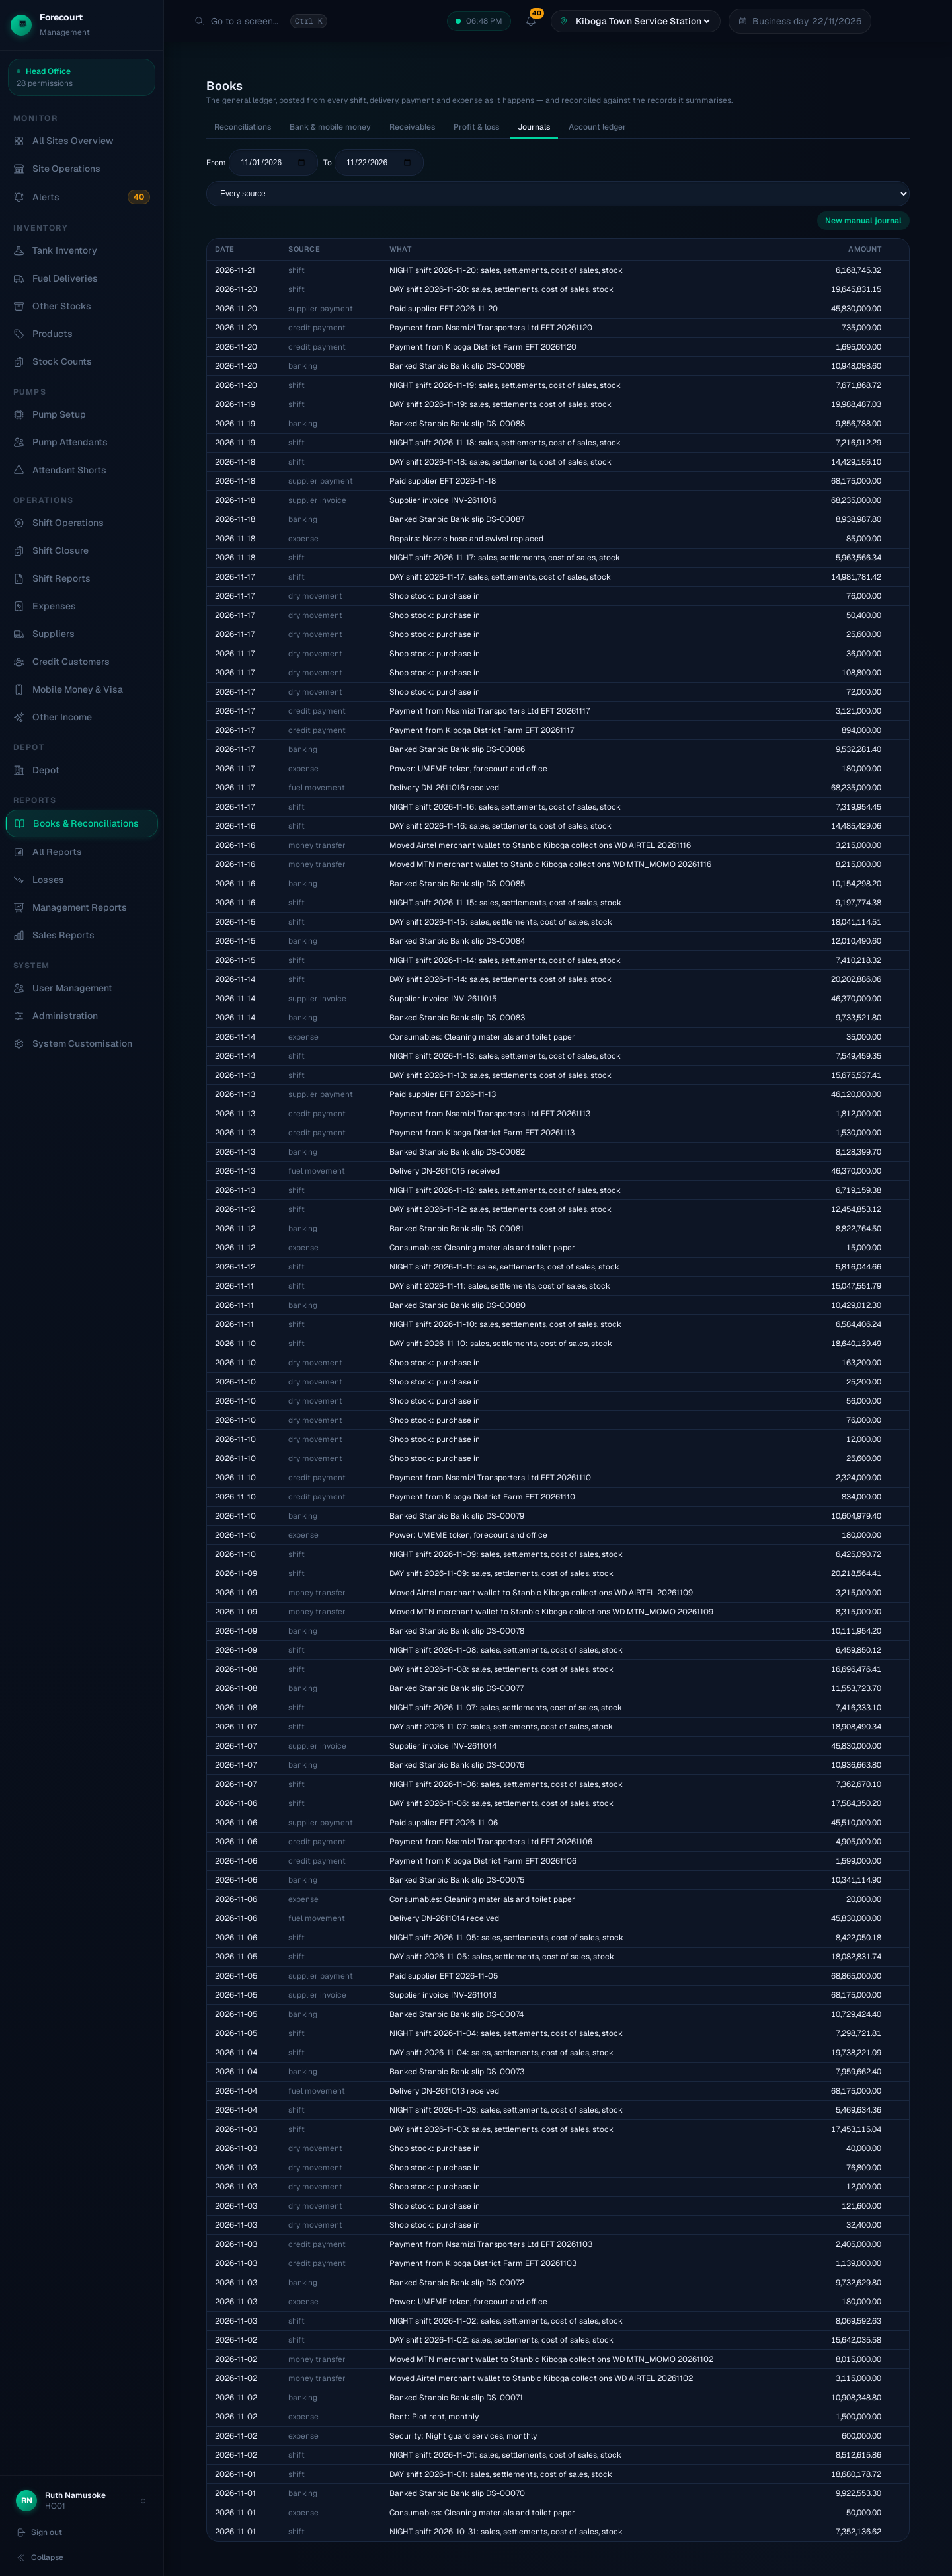 Forecourt
Management
Head Office
28 permissions
MONITOR
All Sites Overview
Site Operations
Alerts 40
INVENTORY
Tank Inventory
Fuel Deliveries
Other Stocks
Products
Stock Counts
PUMPS
Pump Setup
Pump Attendants
Attendant Shorts
OPERATIONS
Shift Operations
Shift Closure
Shift Reports
Expenses
Suppliers
Credit Customers
Mobile Money & Visa
Other Income
DEPOT
Depot
REPORTS
Books & Reconciliations
All Reports
Losses
Management Reports
Sales Reports
SYSTEM
User Management
Administration
System Customisation
RN Ruth Namusoke
HO01
Sign out
Collapse
Go to a screen... Ctrl K 06:48 PM 40 Kiboga Town Service Station Business day 22/11/2026
Books
The general ledger, posted from every shift, delivery, payment and expense as it happens — and reconciled against the records it summarises.
Reconciliations Bank & mobile money Receivables Profit & loss Journals Account ledger
From 11/01/2026 To 11/22/2026
Every source
New manual journal
DATE SOURCE WHAT AMOUNT
2026-11-21 shift NIGHT shift 2026-11-20: sales, settlements, cost of sales, stock 6,168,745.32
2026-11-20 shift DAY shift 2026-11-20: sales, settlements, cost of sales, stock 19,645,831.15
2026-11-20 supplier payment Paid supplier EFT 2026-11-20 45,830,000.00
2026-11-20 credit payment Payment from Nsamizi Transporters Ltd EFT 20261120 735,000.00
2026-11-20 credit payment Payment from Kiboga District Farm EFT 20261120 1,695,000.00
2026-11-20 banking Banked Stanbic Bank slip DS-00089 10,948,098.60
2026-11-20 shift NIGHT shift 2026-11-19: sales, settlements, cost of sales, stock 7,671,868.72
2026-11-19 shift DAY shift 2026-11-19: sales, settlements, cost of sales, stock 19,988,487.03
2026-11-19 banking Banked Stanbic Bank slip DS-00088 9,856,788.00
2026-11-19 shift NIGHT shift 2026-11-18: sales, settlements, cost of sales, stock 7,216,912.29
2026-11-18 shift DAY shift 2026-11-18: sales, settlements, cost of sales, stock 14,429,156.10
2026-11-18 supplier payment Paid supplier EFT 2026-11-18 68,175,000.00
2026-11-18 supplier invoice Supplier invoice INV-2611016 68,235,000.00
2026-11-18 banking Banked Stanbic Bank slip DS-00087 8,938,987.80
2026-11-18 expense Repairs: Nozzle hose and swivel replaced 85,000.00
2026-11-18 shift NIGHT shift 2026-11-17: sales, settlements, cost of sales, stock 5,963,566.34
2026-11-17 shift DAY shift 2026-11-17: sales, settlements, cost of sales, stock 14,981,781.42
2026-11-17 dry movement Shop stock: purchase in 76,000.00
2026-11-17 dry movement Shop stock: purchase in 50,400.00
2026-11-17 dry movement Shop stock: purchase in 25,600.00
2026-11-17 dry movement Shop stock: purchase in 36,000.00
2026-11-17 dry movement Shop stock: purchase in 108,800.00
2026-11-17 dry movement Shop stock: purchase in 72,000.00
2026-11-17 credit payment Payment from Nsamizi Transporters Ltd EFT 20261117 3,121,000.00
2026-11-17 credit payment Payment from Kiboga District Farm EFT 20261117 894,000.00
2026-11-17 banking Banked Stanbic Bank slip DS-00086 9,532,281.40
2026-11-17 expense Power: UMEME token, forecourt and office 180,000.00
2026-11-17 fuel movement Delivery DN-2611016 received 68,235,000.00
2026-11-17 shift NIGHT shift 2026-11-16: sales, settlements, cost of sales, stock 7,319,954.45
2026-11-16 shift DAY shift 2026-11-16: sales, settlements, cost of sales, stock 14,485,429.06
2026-11-16 money transfer Moved Airtel merchant wallet to Stanbic Kiboga collections WD AIRTEL 20261116 3,215,000.00
2026-11-16 money transfer Moved MTN merchant wallet to Stanbic Kiboga collections WD MTN_MOMO 20261116 8,215,000.00
2026-11-16 banking Banked Stanbic Bank slip DS-00085 10,154,298.20
2026-11-16 shift NIGHT shift 2026-11-15: sales, settlements, cost of sales, stock 9,197,774.38
2026-11-15 shift DAY shift 2026-11-15: sales, settlements, cost of sales, stock 18,041,114.51
2026-11-15 banking Banked Stanbic Bank slip DS-00084 12,010,490.60
2026-11-15 shift NIGHT shift 2026-11-14: sales, settlements, cost of sales, stock 7,410,218.32
2026-11-14 shift DAY shift 2026-11-14: sales, settlements, cost of sales, stock 20,202,886.06
2026-11-14 supplier invoice Supplier invoice INV-2611015 46,370,000.00
2026-11-14 banking Banked Stanbic Bank slip DS-00083 9,733,521.80
2026-11-14 expense Consumables: Cleaning materials and toilet paper 35,000.00
2026-11-14 shift NIGHT shift 2026-11-13: sales, settlements, cost of sales, stock 7,549,459.35
2026-11-13 shift DAY shift 2026-11-13: sales, settlements, cost of sales, stock 15,675,537.41
2026-11-13 supplier payment Paid supplier EFT 2026-11-13 46,120,000.00
2026-11-13 credit payment Payment from Nsamizi Transporters Ltd EFT 20261113 1,812,000.00
2026-11-13 credit payment Payment from Kiboga District Farm EFT 20261113 1,530,000.00
2026-11-13 banking Banked Stanbic Bank slip DS-00082 8,128,399.70
2026-11-13 fuel movement Delivery DN-2611015 received 46,370,000.00
2026-11-13 shift NIGHT shift 2026-11-12: sales, settlements, cost of sales, stock 6,719,159.38
2026-11-12 shift DAY shift 2026-11-12: sales, settlements, cost of sales, stock 12,454,853.12
2026-11-12 banking Banked Stanbic Bank slip DS-00081 8,822,764.50
2026-11-12 expense Consumables: Cleaning materials and toilet paper 15,000.00
2026-11-12 shift NIGHT shift 2026-11-11: sales, settlements, cost of sales, stock 5,816,044.66
2026-11-11 shift DAY shift 2026-11-11: sales, settlements, cost of sales, stock 15,047,551.79
2026-11-11 banking Banked Stanbic Bank slip DS-00080 10,429,012.30
2026-11-11 shift NIGHT shift 2026-11-10: sales, settlements, cost of sales, stock 6,584,406.24
2026-11-10 shift DAY shift 2026-11-10: sales, settlements, cost of sales, stock 18,640,139.49
2026-11-10 dry movement Shop stock: purchase in 163,200.00
2026-11-10 dry movement Shop stock: purchase in 25,200.00
2026-11-10 dry movement Shop stock: purchase in 56,000.00
2026-11-10 dry movement Shop stock: purchase in 76,000.00
2026-11-10 dry movement Shop stock: purchase in 12,000.00
2026-11-10 dry movement Shop stock: purchase in 25,600.00
2026-11-10 credit payment Payment from Nsamizi Transporters Ltd EFT 20261110 2,324,000.00
2026-11-10 credit payment Payment from Kiboga District Farm EFT 20261110 834,000.00
2026-11-10 banking Banked Stanbic Bank slip DS-00079 10,604,979.40
2026-11-10 expense Power: UMEME token, forecourt and office 180,000.00
2026-11-10 shift NIGHT shift 2026-11-09: sales, settlements, cost of sales, stock 6,425,090.72
2026-11-09 shift DAY shift 2026-11-09: sales, settlements, cost of sales, stock 20,218,564.41
2026-11-09 money transfer Moved Airtel merchant wallet to Stanbic Kiboga collections WD AIRTEL 20261109 3,215,000.00
2026-11-09 money transfer Moved MTN merchant wallet to Stanbic Kiboga collections WD MTN_MOMO 20261109 8,315,000.00
2026-11-09 banking Banked Stanbic Bank slip DS-00078 10,111,954.20
2026-11-09 shift NIGHT shift 2026-11-08: sales, settlements, cost of sales, stock 6,459,850.12
2026-11-08 shift DAY shift 2026-11-08: sales, settlements, cost of sales, stock 16,696,476.41
2026-11-08 banking Banked Stanbic Bank slip DS-00077 11,553,723.70
2026-11-08 shift NIGHT shift 2026-11-07: sales, settlements, cost of sales, stock 7,416,333.10
2026-11-07 shift DAY shift 2026-11-07: sales, settlements, cost of sales, stock 18,908,490.34
2026-11-07 supplier invoice Supplier invoice INV-2611014 45,830,000.00
2026-11-07 banking Banked Stanbic Bank slip DS-00076 10,936,663.80
2026-11-07 shift NIGHT shift 2026-11-06: sales, settlements, cost of sales, stock 7,362,670.10
2026-11-06 shift DAY shift 2026-11-06: sales, settlements, cost of sales, stock 17,584,350.20
2026-11-06 supplier payment Paid supplier EFT 2026-11-06 45,510,000.00
2026-11-06 credit payment Payment from Nsamizi Transporters Ltd EFT 20261106 4,905,000.00
2026-11-06 credit payment Payment from Kiboga District Farm EFT 20261106 1,599,000.00
2026-11-06 banking Banked Stanbic Bank slip DS-00075 10,341,114.90
2026-11-06 expense Consumables: Cleaning materials and toilet paper 20,000.00
2026-11-06 fuel movement Delivery DN-2611014 received 45,830,000.00
2026-11-06 shift NIGHT shift 2026-11-05: sales, settlements, cost of sales, stock 8,422,050.18
2026-11-05 shift DAY shift 2026-11-05: sales, settlements, cost of sales, stock 18,082,831.74
2026-11-05 supplier payment Paid supplier EFT 2026-11-05 68,865,000.00
2026-11-05 supplier invoice Supplier invoice INV-2611013 68,175,000.00
2026-11-05 banking Banked Stanbic Bank slip DS-00074 10,729,424.40
2026-11-05 shift NIGHT shift 2026-11-04: sales, settlements, cost of sales, stock 7,298,721.81
2026-11-04 shift DAY shift 2026-11-04: sales, settlements, cost of sales, stock 19,738,221.09
2026-11-04 banking Banked Stanbic Bank slip DS-00073 7,959,662.40
2026-11-04 fuel movement Delivery DN-2611013 received 68,175,000.00
2026-11-04 shift NIGHT shift 2026-11-03: sales, settlements, cost of sales, stock 5,469,634.36
2026-11-03 shift DAY shift 2026-11-03: sales, settlements, cost of sales, stock 17,453,115.04
2026-11-03 dry movement Shop stock: purchase in 40,000.00
2026-11-03 dry movement Shop stock: purchase in 76,800.00
2026-11-03 dry movement Shop stock: purchase in 12,000.00
2026-11-03 dry movement Shop stock: purchase in 121,600.00
2026-11-03 dry movement Shop stock: purchase in 32,400.00
2026-11-03 credit payment Payment from Nsamizi Transporters Ltd EFT 20261103 2,405,000.00
2026-11-03 credit payment Payment from Kiboga District Farm EFT 20261103 1,139,000.00
2026-11-03 banking Banked Stanbic Bank slip DS-00072 9,732,629.80
2026-11-03 expense Power: UMEME token, forecourt and office 180,000.00
2026-11-03 shift NIGHT shift 2026-11-02: sales, settlements, cost of sales, stock 8,069,592.63
2026-11-02 shift DAY shift 2026-11-02: sales, settlements, cost of sales, stock 15,642,035.58
2026-11-02 money transfer Moved MTN merchant wallet to Stanbic Kiboga collections WD MTN_MOMO 20261102 8,015,000.00
2026-11-02 money transfer Moved Airtel merchant wallet to Stanbic Kiboga collections WD AIRTEL 20261102 3,115,000.00
2026-11-02 banking Banked Stanbic Bank slip DS-00071 10,908,348.80
2026-11-02 expense Rent: Plot rent, monthly 1,500,000.00
2026-11-02 expense Security: Night guard services, monthly 600,000.00
2026-11-02 shift NIGHT shift 2026-11-01: sales, settlements, cost of sales, stock 8,512,615.86
2026-11-01 shift DAY shift 2026-11-01: sales, settlements, cost of sales, stock 18,680,178.72
2026-11-01 banking Banked Stanbic Bank slip DS-00070 9,922,553.30
2026-11-01 expense Consumables: Cleaning materials and toilet paper 50,000.00
2026-11-01 shift NIGHT shift 2026-10-31: sales, settlements, cost of sales, stock 7,352,136.62